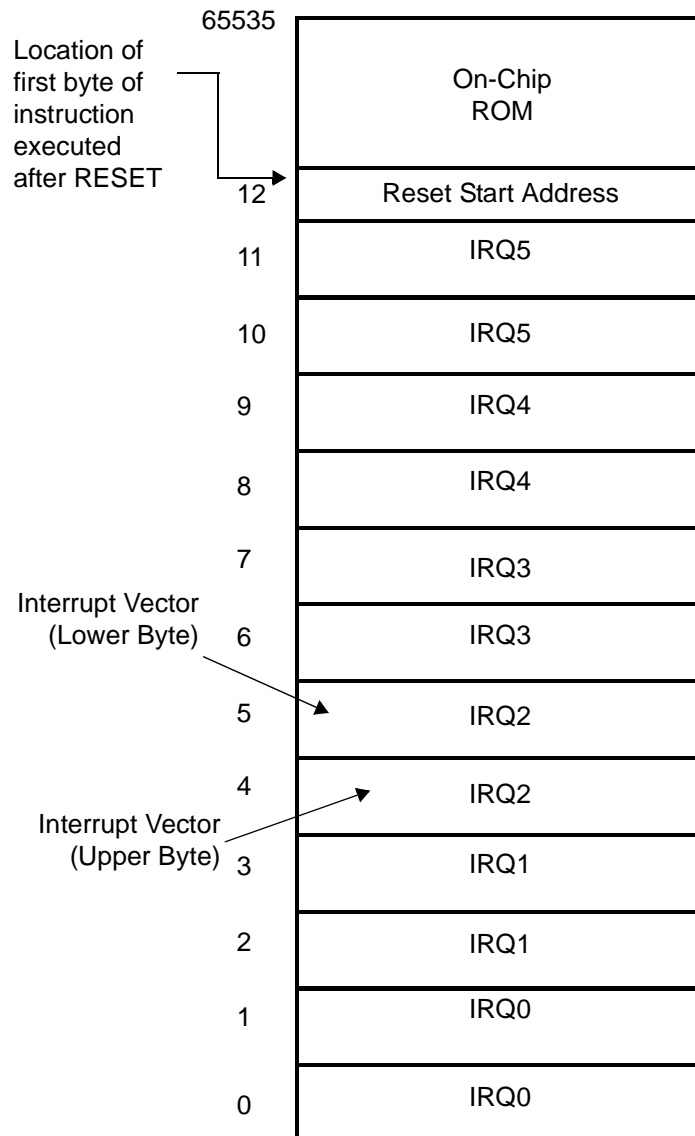 65535
Location of
first byte of
instruction
executed
after RESET
On-Chip
ROM
12
Reset Start Address
11
IRQ5
10
IRQ5
9
IRQ4
8
IRQ4
7
IRQ3
Interrupt Vector
(Lower Byte)
6
IRQ3
5
IRQ2
4
IRQ2
Interrupt Vector
(Upper Byte)
3
IRQ1
2
IRQ1
1
IRQ0
0
IRQ0